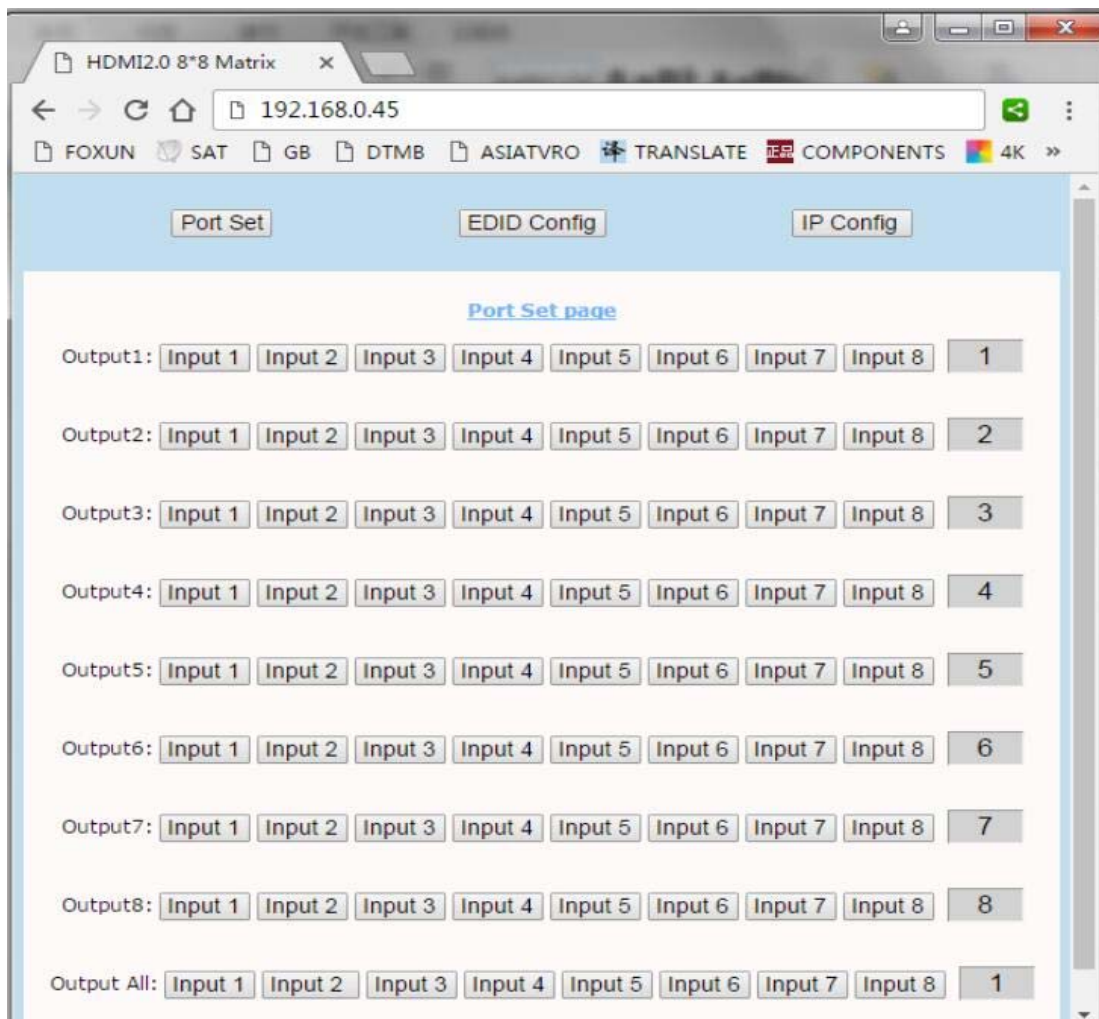 HDMI2.0 8*8 Matrix
192.168.0.45
FOXUN SAT GB DTMB ASIATVRO 译 TRANSLATE 正品 COMPONENTS 4K »
Port Set EDID Config IP Config
Port Set page
Output1: Input 1 Input 2 Input 3 Input 4 Input 5 Input 6 Input 7 Input 8 1
Output2: Input 1 Input 2 Input 3 Input 4 Input 5 Input 6 Input 7 Input 8 2
Output3: Input 1 Input 2 Input 3 Input 4 Input 5 Input 6 Input 7 Input 8 3
Output4: Input 1 Input 2 Input 3 Input 4 Input 5 Input 6 Input 7 Input 8 4
Output5: Input 1 Input 2 Input 3 Input 4 Input 5 Input 6 Input 7 Input 8 5
Output6: Input 1 Input 2 Input 3 Input 4 Input 5 Input 6 Input 7 Input 8 6
Output7: Input 1 Input 2 Input 3 Input 4 Input 5 Input 6 Input 7 Input 8 7
Output8: Input 1 Input 2 Input 3 Input 4 Input 5 Input 6 Input 7 Input 8 8
Output All: Input 1 Input 2 Input 3 Input 4 Input 5 Input 6 Input 7 Input 8 1